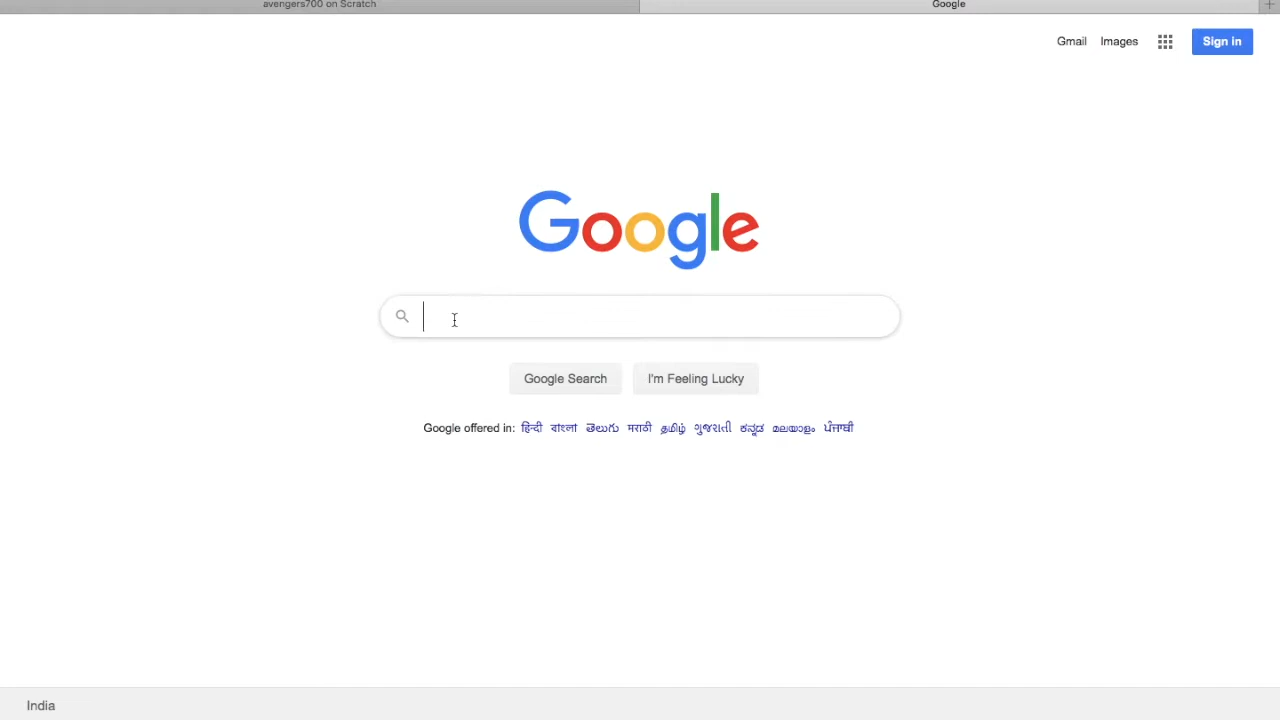 avengers700 on Scratch
Google
Gmail Images Sign in
Google
Google Search I'm Feeling Lucky
Google offered in: हिन्दी বাংলা తెలుగు मराठी தமிழ் ગુજરાતી ಕನ್ನಡ മലയാളം ਪੰਜਾਬੀ
India